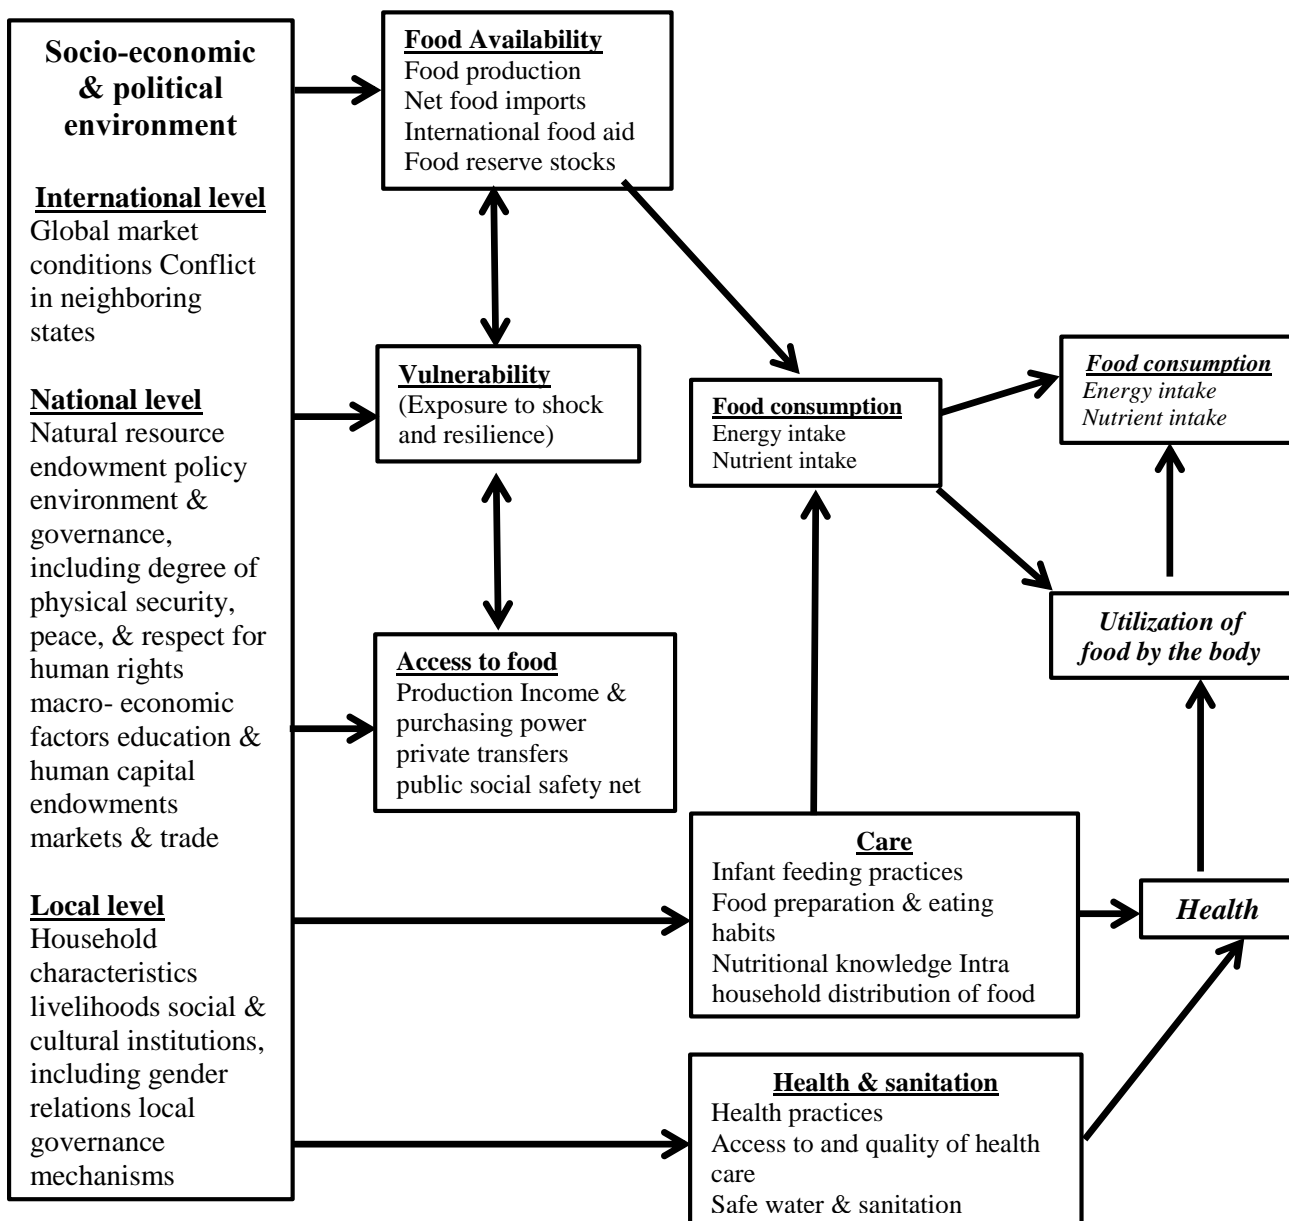 Socio-economic
& political
environment
International level
Global market
conditions Conflict
in neighboring
states
National level
Natural resource
endowment policy
environment &
governance,
including degree of
physical security,
peace, & respect for
human rights
macro- economic
factors education &
human capital
endowments
markets & trade
Local level
Household
characteristics
livelihoods social &
cultural institutions,
including gender
relations local
governance
mechanisms
Food Availability
Food production
Net food imports
International food aid
Food reserve stocks
Vulnerability
(Exposure to shock
and resilience)
Access to food
Production Income &
purchasing power
private transfers
public social safety net
Food consumption
Energy intake
Nutrient intake
Food consumption
Energy intake
Nutrient intake
Utilization of
food by the body
Care
Infant feeding practices
Food preparation & eating
habits
Nutritional knowledge Intra
household distribution of food
Health
Health & sanitation
Health practices
Access to and quality of health
care
Safe water & sanitation